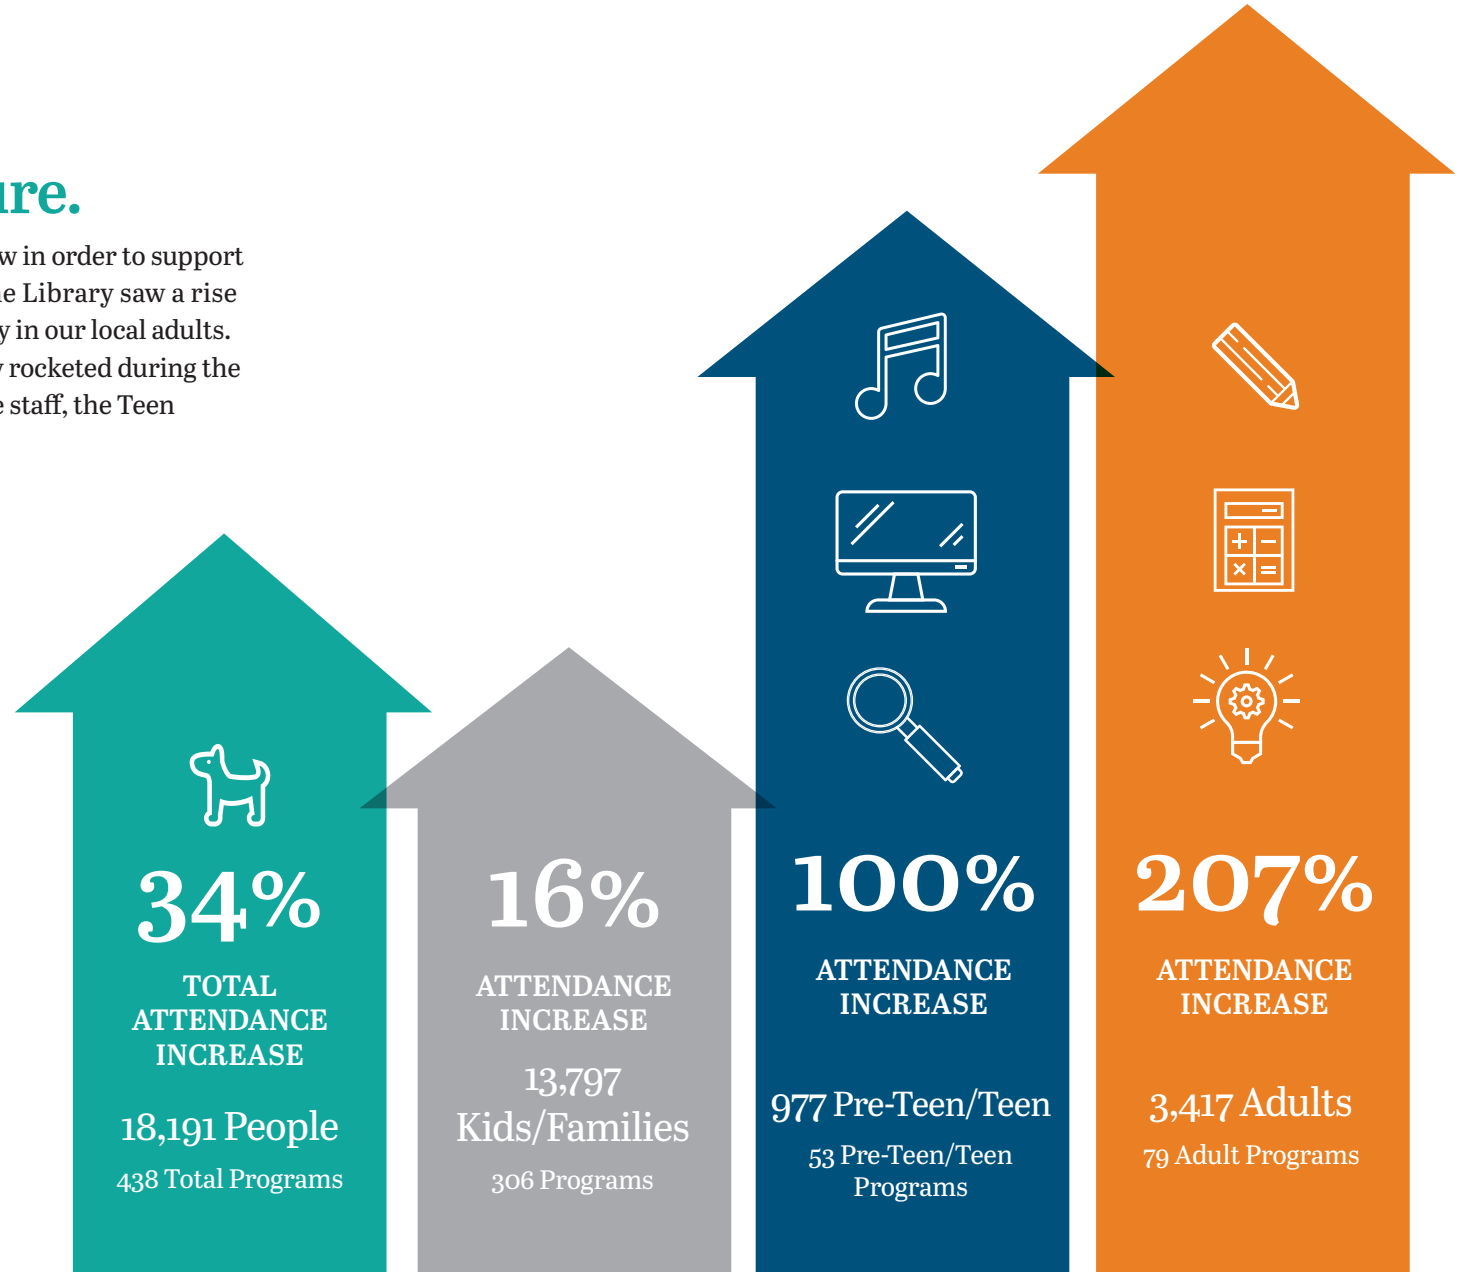 ure.
w in order to support
e Library saw a rise
y in our local adults.
rocketed during the
staff, the Teen
34%
TOTAL
ATTENDANCE
INCREASE
18,191 People
438 Total Programs
16%
ATTENDANCE
INCREASE
13,797
Kids/Families
306 Programs
100%
ATTENDANCE
INCREASE
977 Pre-Teen/Teen
53 Pre-Teen/Teen
Programs
207%
ATTENDANCE
INCREASE
3,417 Adults
79 Adult Programs